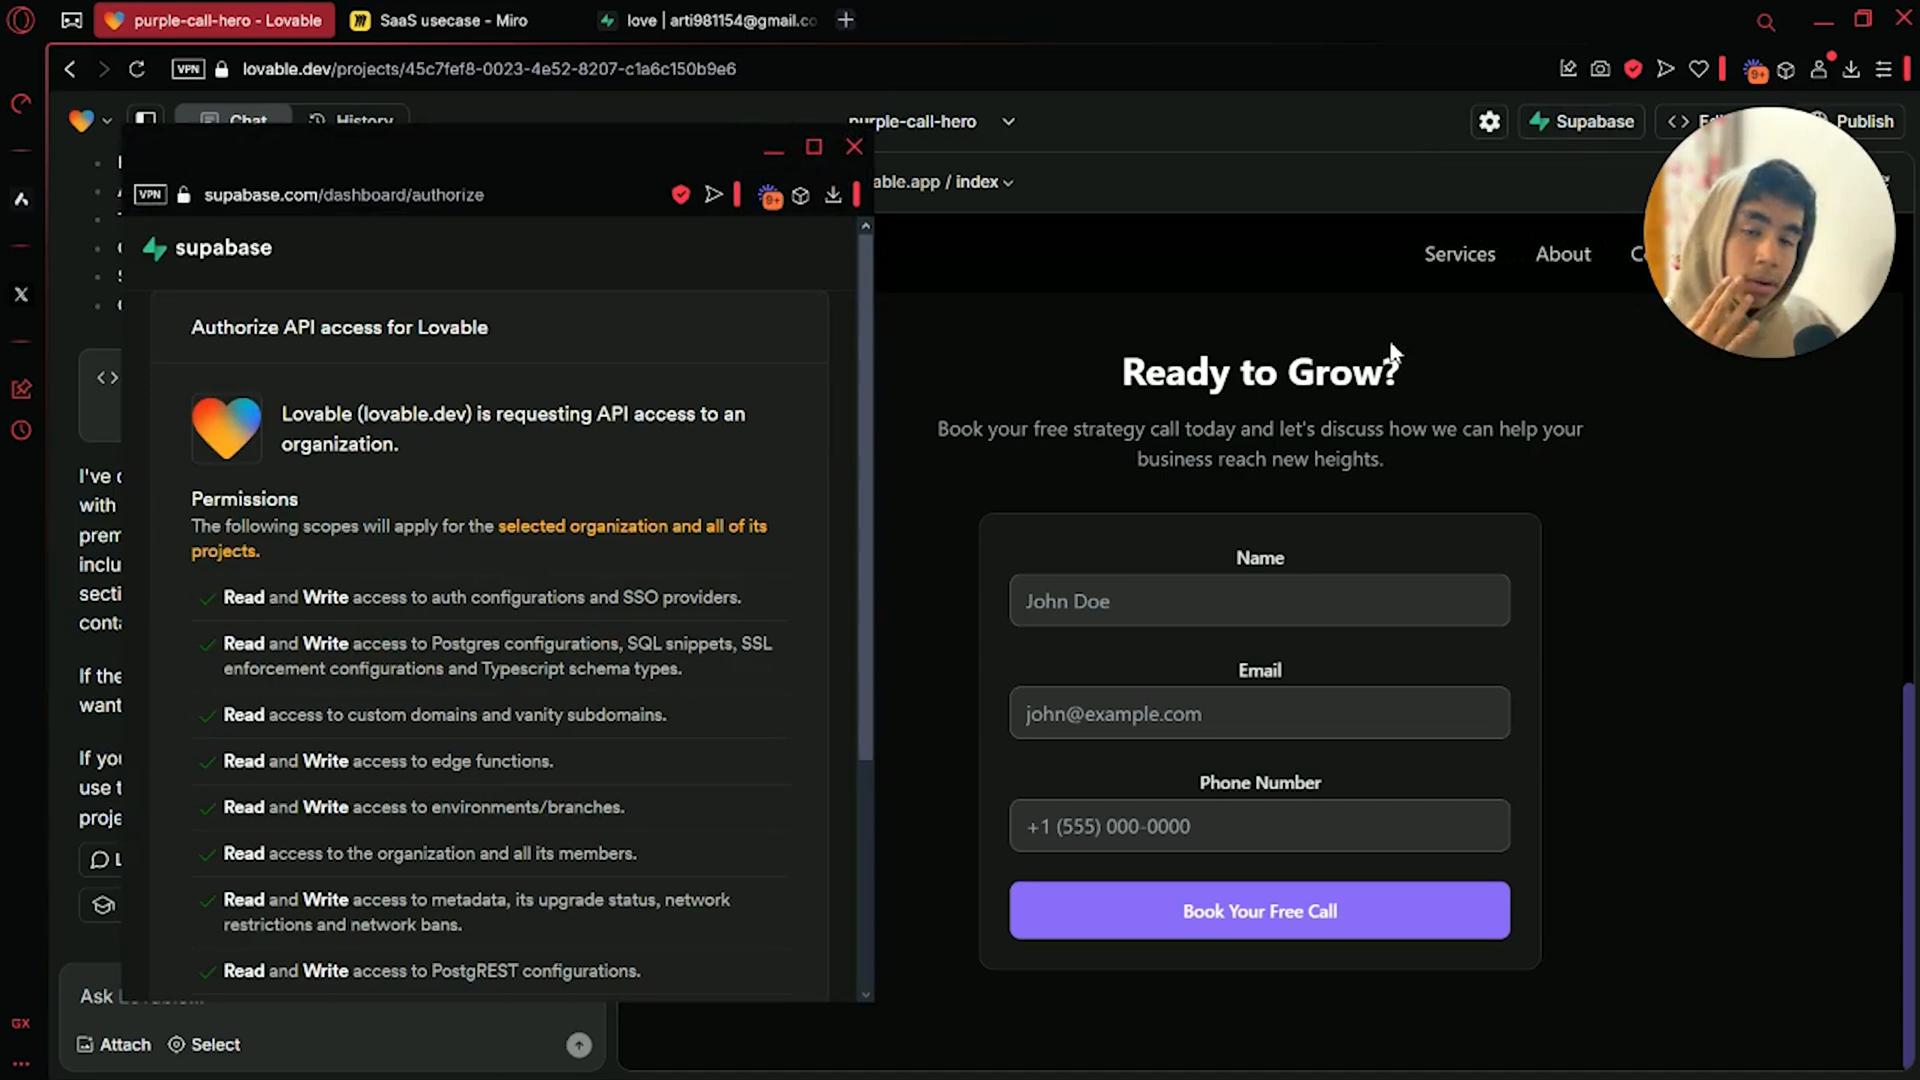 purple-call-hero - Lovable
SaaS usecase - Miro
love | arti981154@gmail.co
VPN
lovable.dev/projects/45c7fef8-0023-4e52-8207-c1a6c150b9e6
9+
Chat
History
purple-call-hero
Supabase
Publish
VPN
supabase.com/dashboard/authorize
9+
able.app / index
supabase
Services
About
Authorize API access for Lovable
Lovable (lovable.dev) is requesting API access to an
organization.
Permissions
The following scopes will apply for the selected organization and all of its
projects.
Read and Write access to auth configurations and SSO providers.
Read and Write access to Postgres configurations, SQL snippets, SSL
enforcement configurations and Typescript schema types.
Read access to custom domains and vanity subdomains.
Read and Write access to edge functions.
Read and Write access to environments/branches.
Read access to the organization and all its members.
Read and Write access to metadata, its upgrade status, network
restrictions and network bans.
Read and Write access to PostgREST configurations.
I've
with
prem
inclu
secti
If the
want
If you
use t
proje
Ask
Attach
Select
GX
Ready to Grow?
Book your free strategy call today and let's discuss how we can help your
business reach new heights.
Name
John Doe
Email
john@example.com
Phone Number
+1 (555) 000-0000
Book Your Free Call